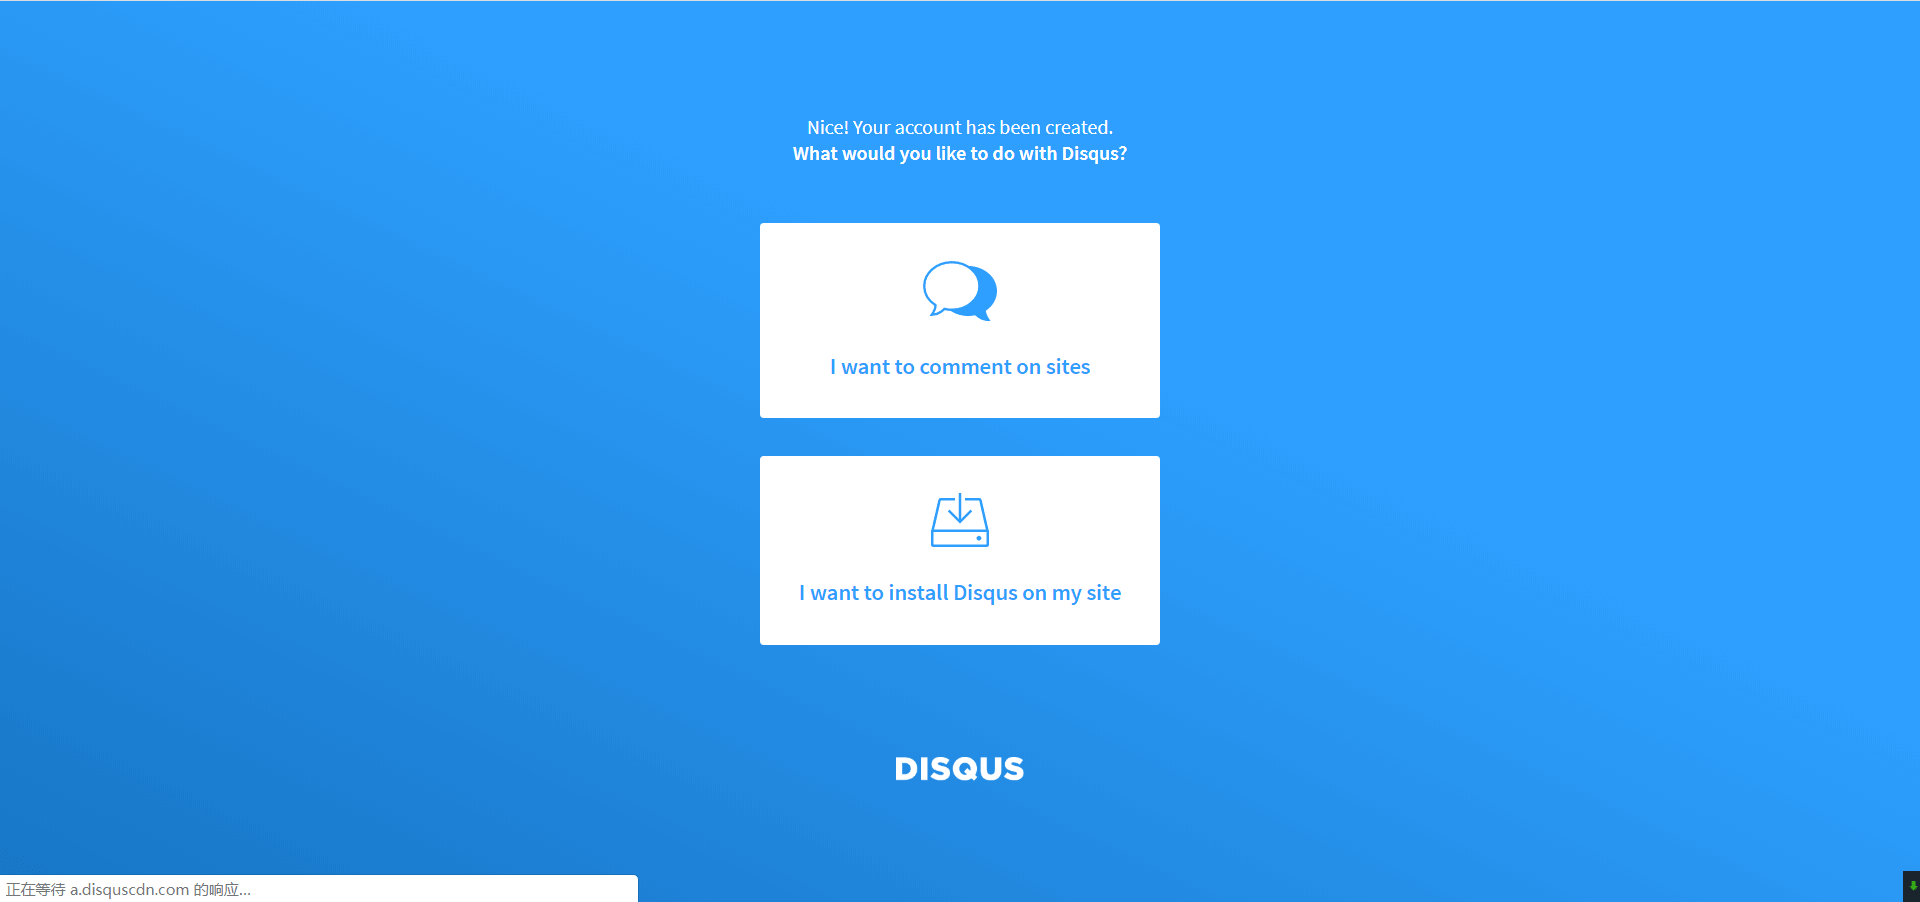 Nice! Your account has been created.
What would you like to do with Disqus?
I want to comment on sites
I want to install Disqus on my site
DISQUS
正在等待 a.disquscdn.com 的响应...